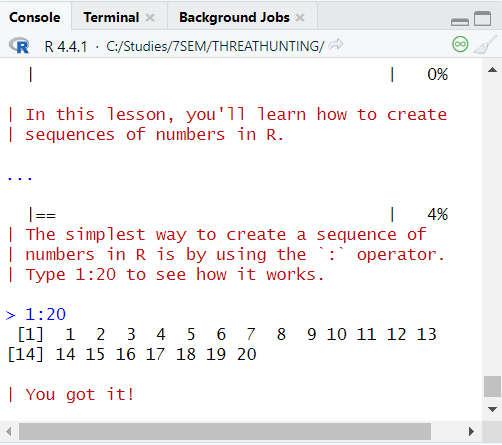 Console Terminal Background Jobs
R R 4.4.1 · C:/Studies/7SEM/THREATHUNTING/
| | 0%
| In this lesson, you'll learn how to create
| sequences of numbers in R.
...
|== | 4%
| The simplest way to create a sequence of
| numbers in R is by using the `:` operator.
| Type 1:20 to see how it works.
> 1:20
[1] 1 2 3 4 5 6 7 8 9 10 11 12 13
[14] 14 15 16 17 18 19 20
| You got it!